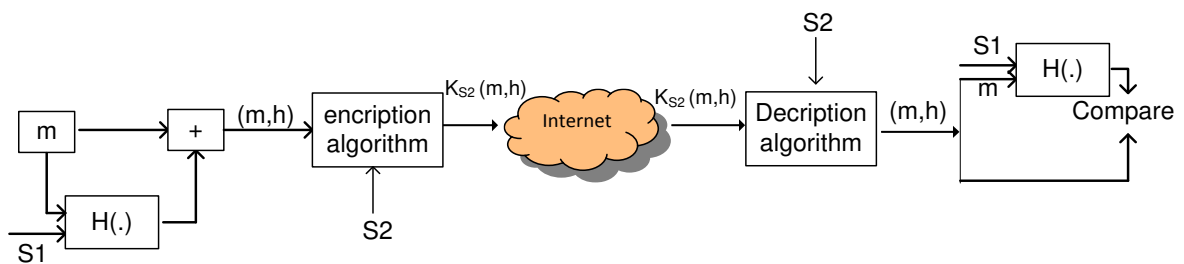 m
H(.)
S1
+
(m,h)
encription
algorithm
S2
KS2 (m,h)
Internet
KS2 (m,h)
S2
Decription
algorithm
(m,h)
S1
m
H(.)
Compare